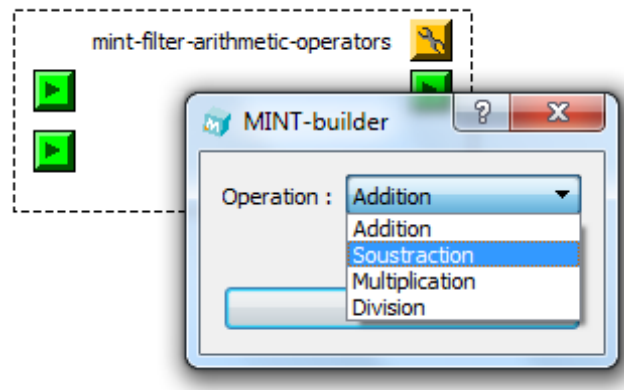 mint-filter-arithmetic-operators
MINT-builder
Operation : Addition
Addition
Soustraction
Multiplication
Division